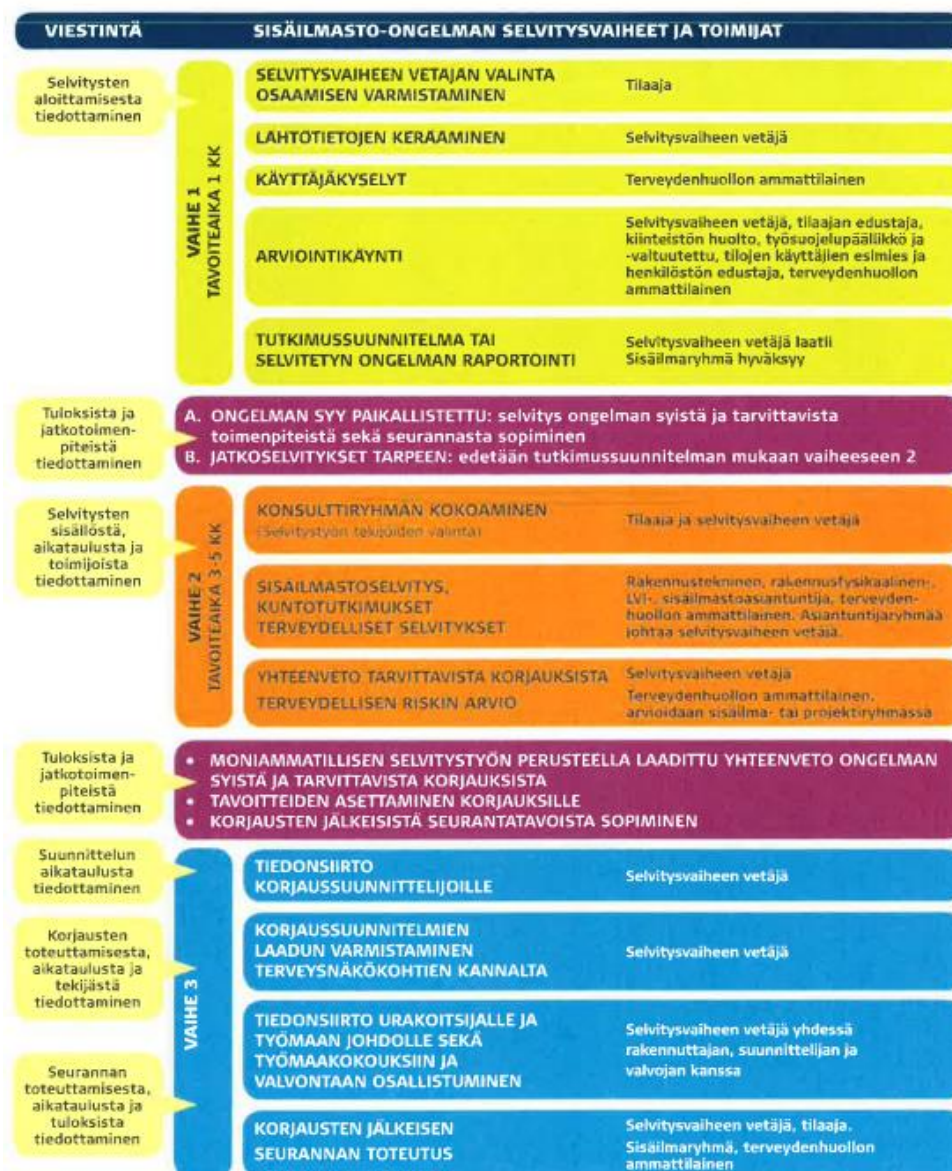 VIESTINTÄ
SISÄILMASTO-ONGELMAN SELVITYSVAIHEET JA TOIMIJAT
Selvitysten
aloittamisesta
tiedottaminen
VAIHE 1
TAVOITEAIKA 1 KK
SELVITYSVAIHEEN VETÄJAN VALINTA
OSAAMISEN VARMISTAMINEN
Tilaaja
LÄHTÖTIETOJEN KERÄÄMINEN
Selvitysvaiheen vetäjä
KÄYTTÄJÄKYSELYT
Terveydenhuollon ammattilainen
ARVIOINTIKÄYNTI
Selvitysvaiheen vetäjä, tilaajan edustaja,
kiinteistön huolto, työsuojelupäällikkö ja
-valtuutettu, tilojen käyttäjien esimies ja
henkilöstön edustaja, terveydenhuollon
ammattilainen
TUTKIMUSSUUNNITELMA TAI
SELVITETYN ONGELMAN RAPORTOINTI
Selvitysvaiheen vetäjä laatii
Sisäilmaryhmä hyväksyy
Tuloksista ja
jatkotoimen-
piteistä
tiedottaminen
A. ONGELMAN SYY PAIKALLISTETTU: selvitys ongelman syistä ja tarvittavista
toimenpiteistä sekä seurannasta sopiminen
B. JATKOSELVITYKSET TARPEEN: edetään tutkimussuunnitelman mukaan vaiheeseen 2
Selvitysten
sisällöstä,
aikataulusta ja
toimijoista
tiedottaminen
VAIHE 2
TAVOITEAIKA 3-5 KK
KONSULTTIRYHMÄN KOKOAMINEN
(Selvitystyön tekijöiden valinta)
Tilaaja ja selvitysvaiheen vetäjä
SISÄILMASTOSELVITYS,
KUNTOTUTKIMUKSET
TERVEYDELLISET SELVITYKSET
Rakennustekninen, rakennusfysikaalinen-,
LVI-, sisäilmastoasiantuntija, terveyden-
huollon ammattilainen. Asiantuntijaryhmää
johtaa selvitysvaiheen vetäjä.
YHTEENVETO TARVITTAVISTA KORJAUKSISTA
TERVEYDELLISEN RISKIN ARVIO
Selvitysvaiheen vetäjä
Terveydenhuollon ammattilainen,
arvioidaan sisäilma- tai projektiryhmässä
Tuloksista ja
jatkotoimen-
piteistä
tiedottaminen
• MONIAMMATILLISEN SELVITYSTYÖN PERUSTEELLA LAADITTU YHTEENVETO ONGELMAN
SYISTÄ JA TARVITTAVISTA KORJAUKSISTA
• TAVOITTEIDEN ASETTAMINEN KORJAUKSILLE
• KORJAUSTEN JÄLKEISISTÄ SEURANTATAVOISTA SOPIMINEN
Suunnittelun
aikataulusta
tiedottaminen
VAIHE 3
TIEDONSIIRTO
KORJAUSSUUNNITTELIJOILLE
Selvitysvaiheen vetäjä
Korjausten
toteuttamisesta,
aikataulusta ja
tekijästä
tiedottaminen
KORJAUSSUUNNITELMIEN
LAADUN VARMISTAMINEN
TERVEYSNÄKÖKOHTIEN KANNALTA
Selvitysvaiheen vetäjä
TIEDONSIIRTO URAKOITSIJALLE JA
TYÖMAAN JOHDOLLE SEKÄ
TYÖMAAKOKOUKSIIN JA
VALVONTAAN OSALLISTUMINEN
Selvitysvaiheen vetäjä yhdessä
rakennuttajan, suunnittelijan ja
valvojan kanssa
Seurannan
toteuttamisesta,
aikataulusta ja
tuloksista
tiedottaminen
KORJAUSTEN JÄLKEISEN
SEURANNAN TOTEUTUS
Selvitysvaiheen vetäjä, tilaaja.
Sisäilmaryhmä, terveydenhuollon
ammattilainen